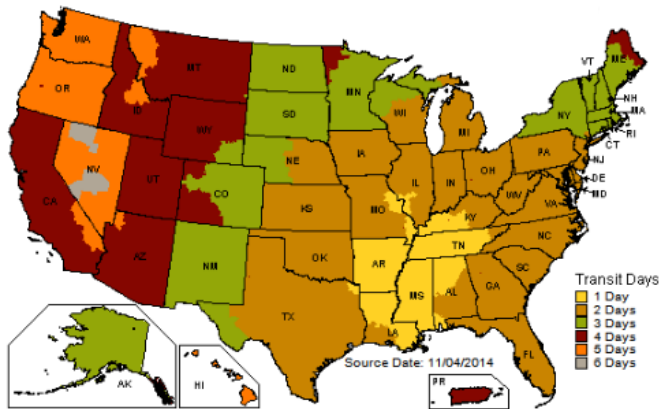 WA
OR
CA
NV
ID
MT
WY
UT
AZ
CO
NM
ND
SD
NE
KS
OK
TX
MN
IA
MO
AR
LA
WI
IL
MS
MI
IN
KY
TN
AL
OH
WV
VA
NC
SC
GA
FL
PA
NY
VT
ME
NH
MA
RI
CT
NJ
DE
MD
AK
HI
PR
Source Date: 11/04/2014
Transit Days
1 Day
2 Days
3 Days
4 Days
5 Days
6 Days